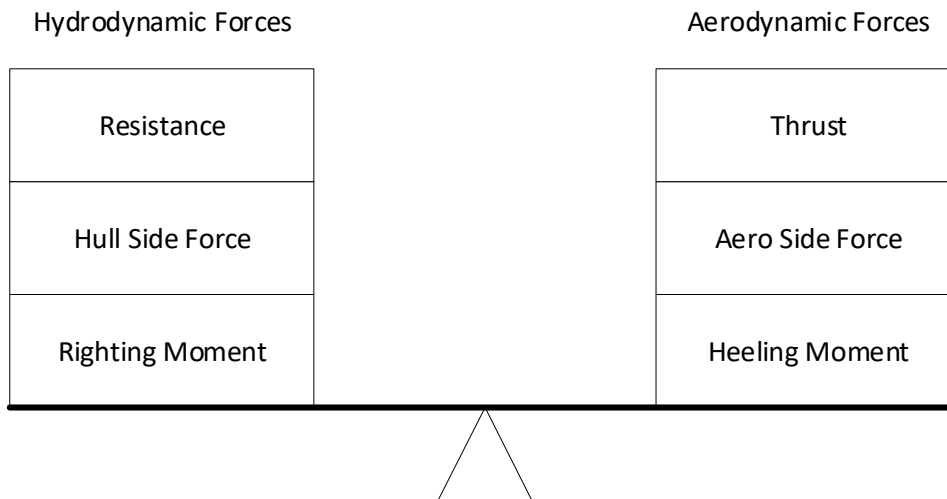 Hydrodynamic Forces
Aerodynamic Forces
Resistance
Thrust
Hull Side Force
Aero Side Force
Righting Moment
Heeling Moment